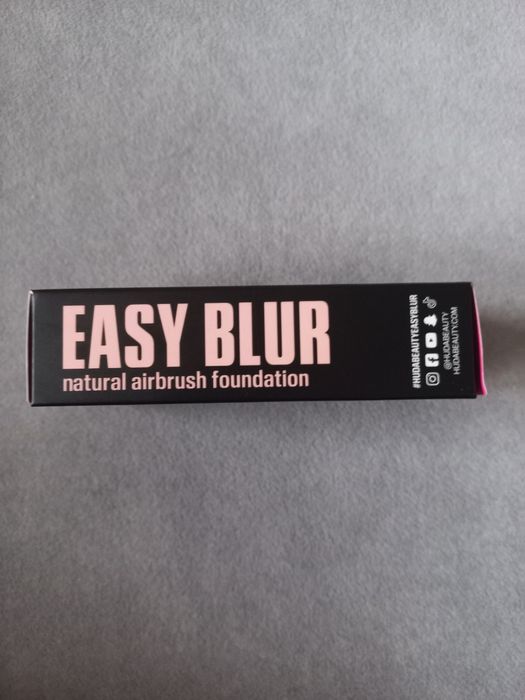 EASY BLUR
natural airbrush foundation
#HUDABEAUTYEASYBLUR
@HUDABEAUTY
HUDABEAUTY.COM